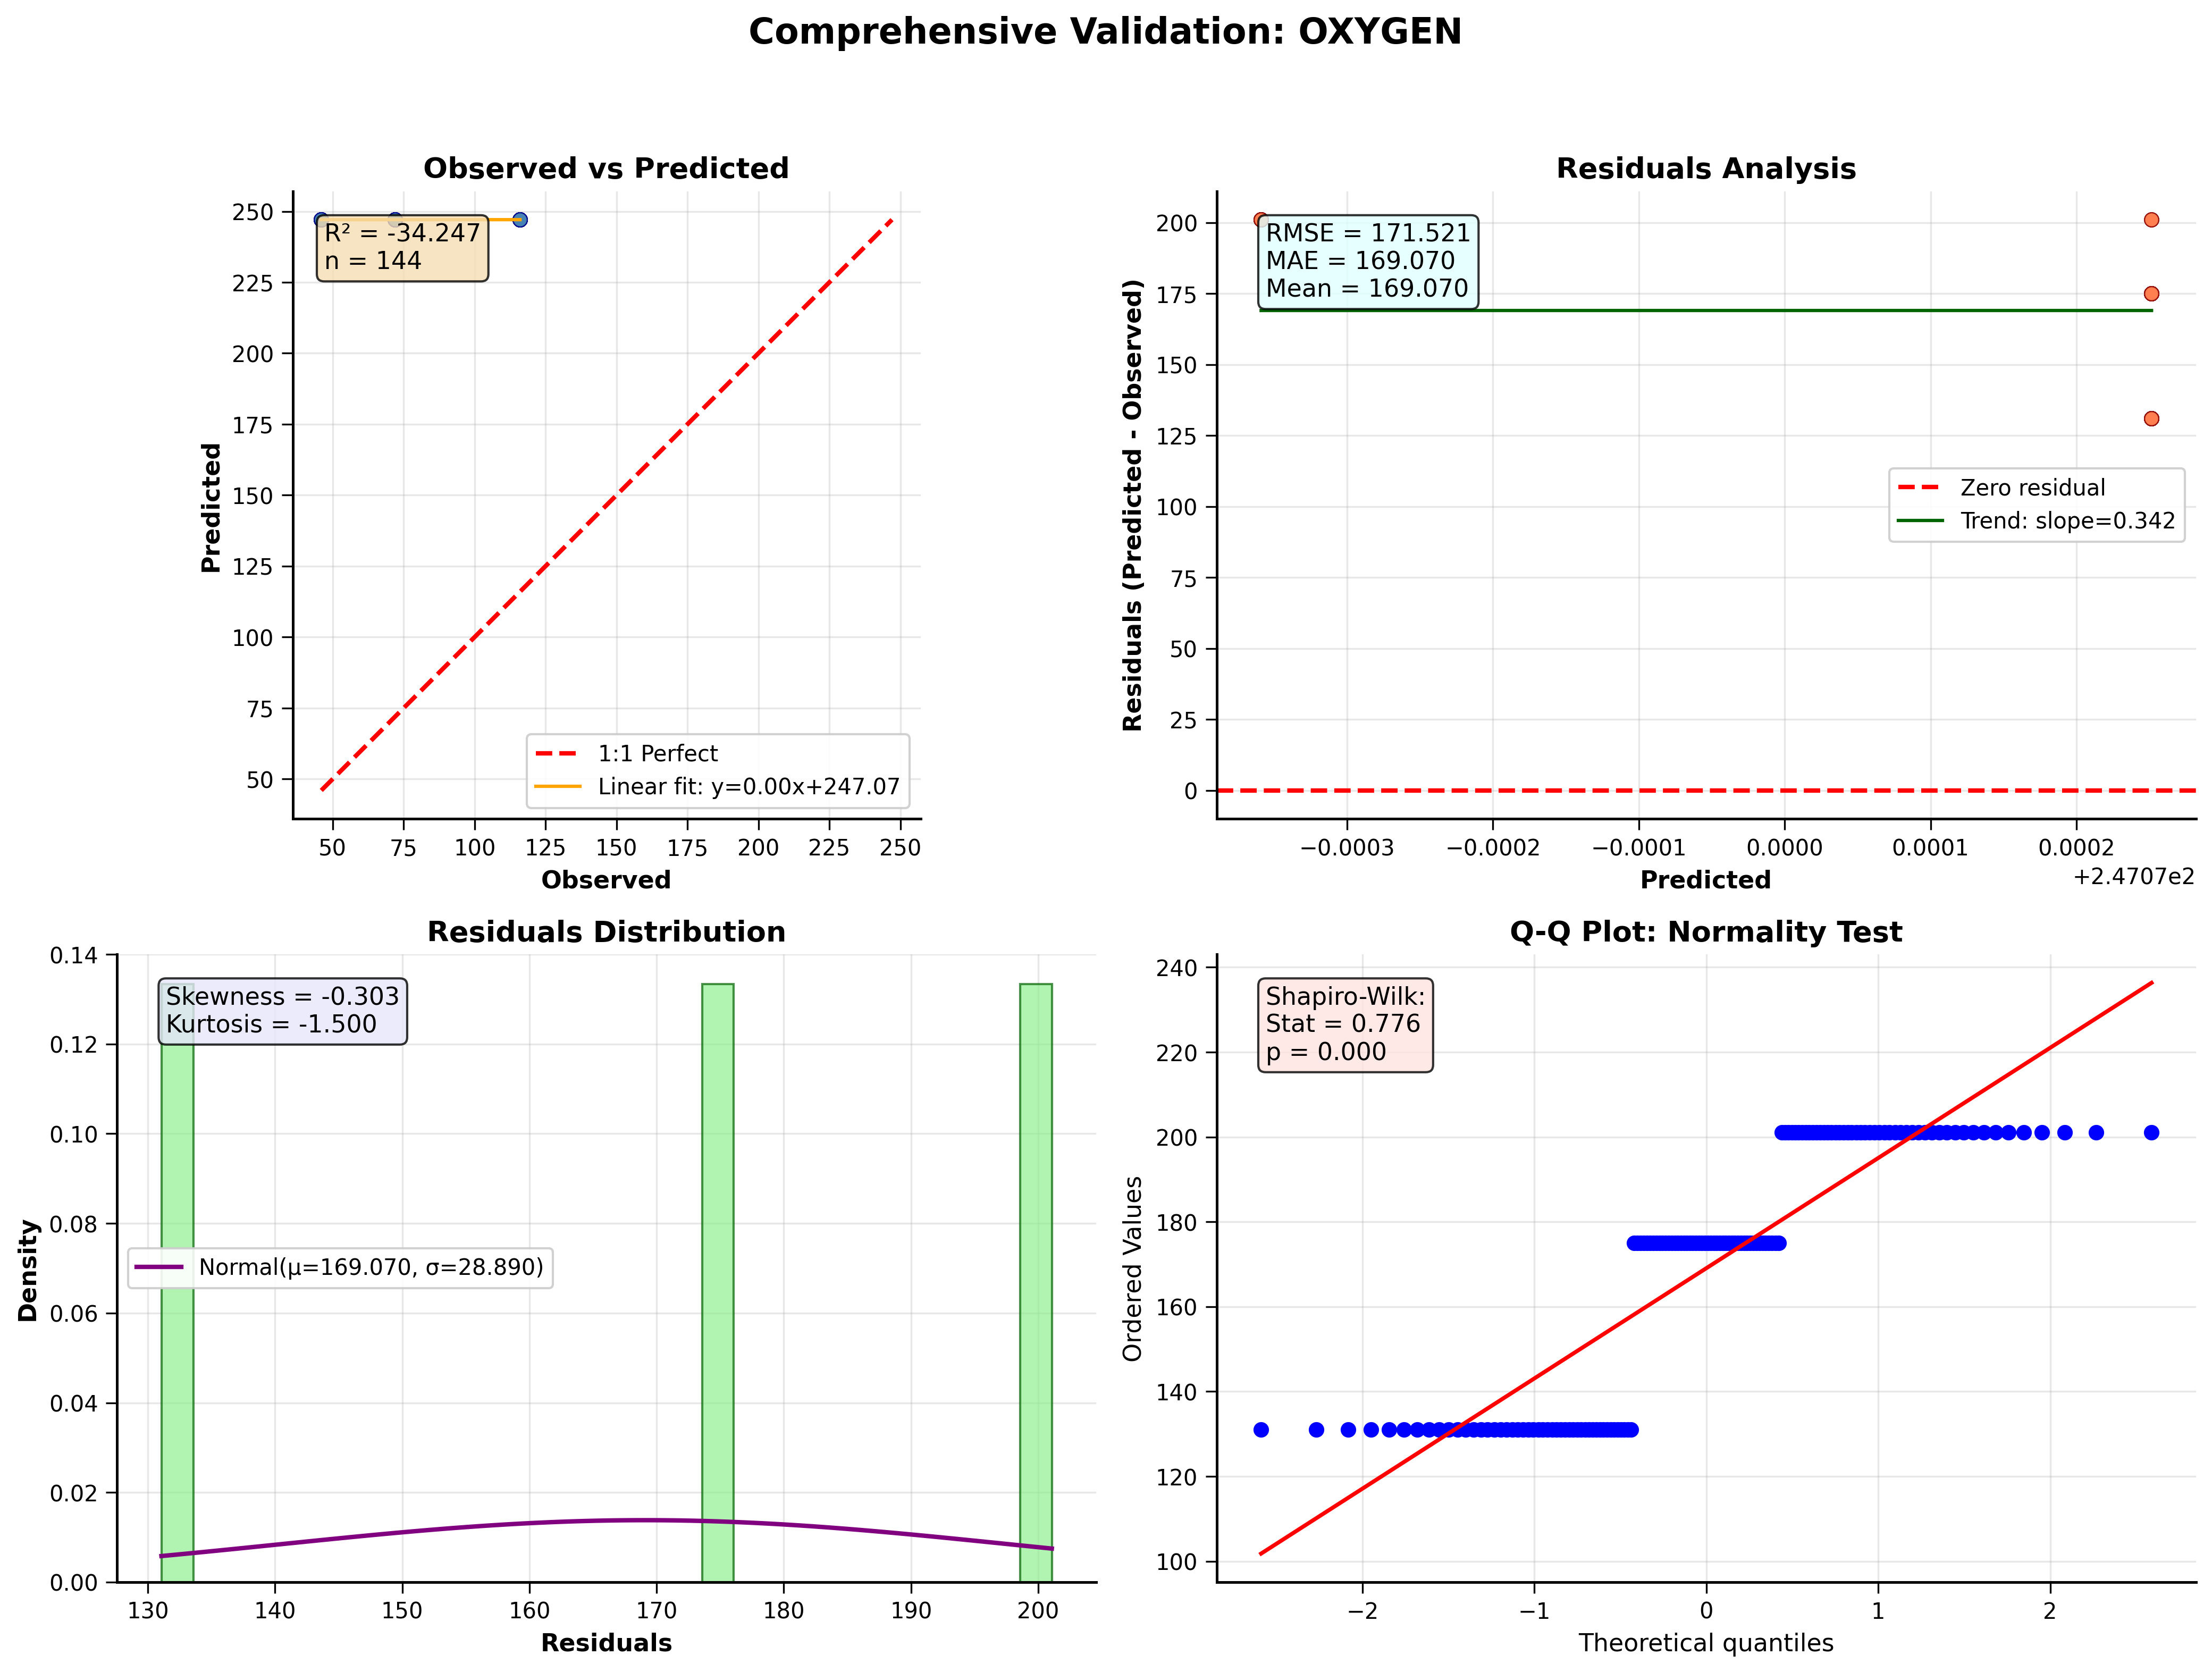 Comprehensive Validation: OXYGEN
Observed vs Predicted
250
225
200
175
150
125
100
75
50
Predicted
R² = -34.247
n = 144
1:1 Perfect
Linear fit: y=0.00x+247.07
50 75 100 125 150 175 200 225 250
Observed
Residuals Analysis
200
175
150
125
100
75
50
25
0
Residuals (Predicted - Observed)
RMSE = 171.521
MAE = 169.070
Mean = 169.070
Zero residual
Trend: slope=0.342
−0.0003 −0.0002 −0.0001 0.0000 0.0001 0.0002
+2.4707e2
Predicted
Residuals Distribution
0.14
0.12
0.10
0.08
0.06
0.04
0.02
0.00
Density
Skewness = -0.303
Kurtosis = -1.500
Normal(μ=169.070, σ=28.890)
130 140 150 160 170 180 190 200
Residuals
Q-Q Plot: Normality Test
240
220
200
180
160
140
120
100
Ordered Values
Shapiro-Wilk:
Stat = 0.776
p = 0.000
−2 −1 0 1 2
Theoretical quantiles